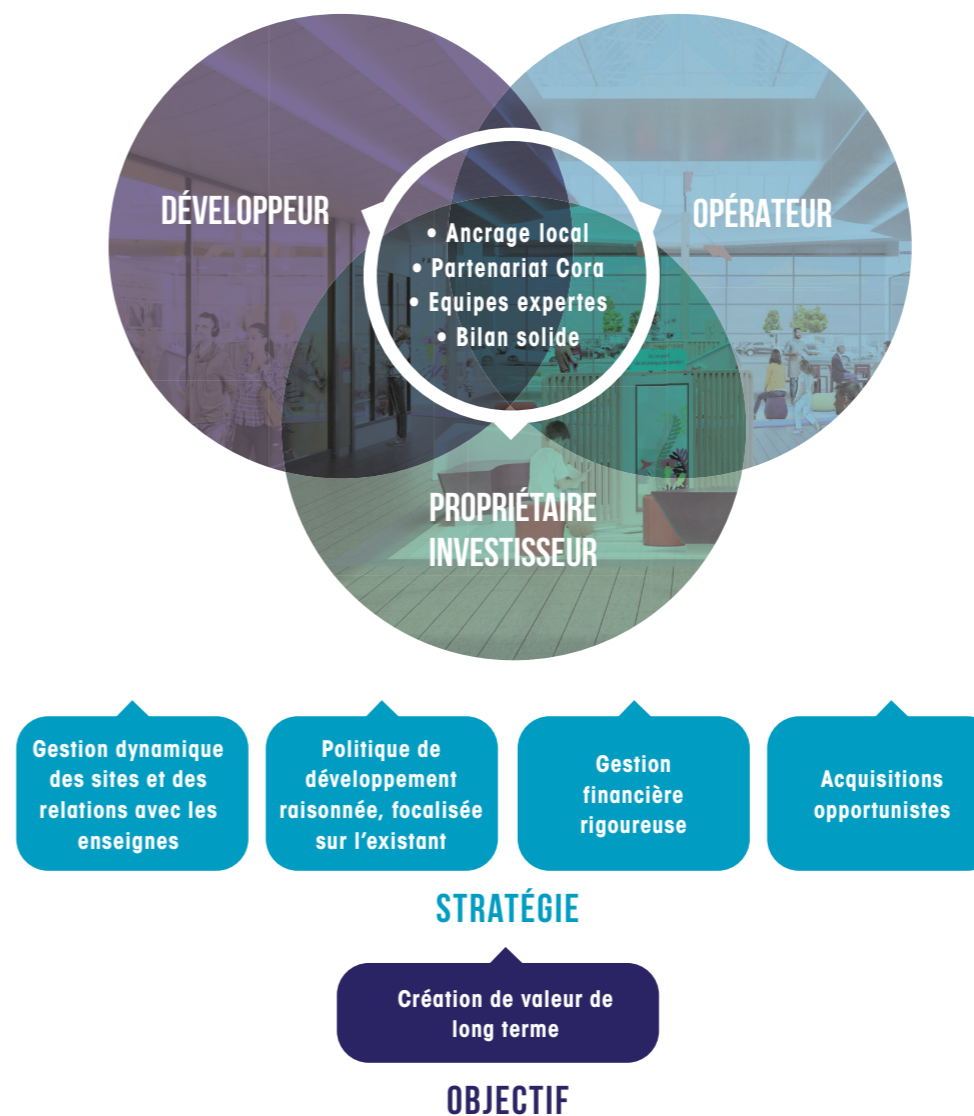 DÉVELOPPEUR
OPÉRATEUR
• Ancrage local
• Partenariat Cora
• Equipes expertes
• Bilan solide
PROPRIÉTAIRE
INVESTISSEUR
Gestion dynamique
des sites et des
relations avec les
enseignes
Politique de
développement
raisonnée, focalisée
sur l’existant
Gestion
financière
rigoureuse
Acquisitions
opportunistes
STRATÉGIE
Création de valeur de
long terme
OBJECTIF